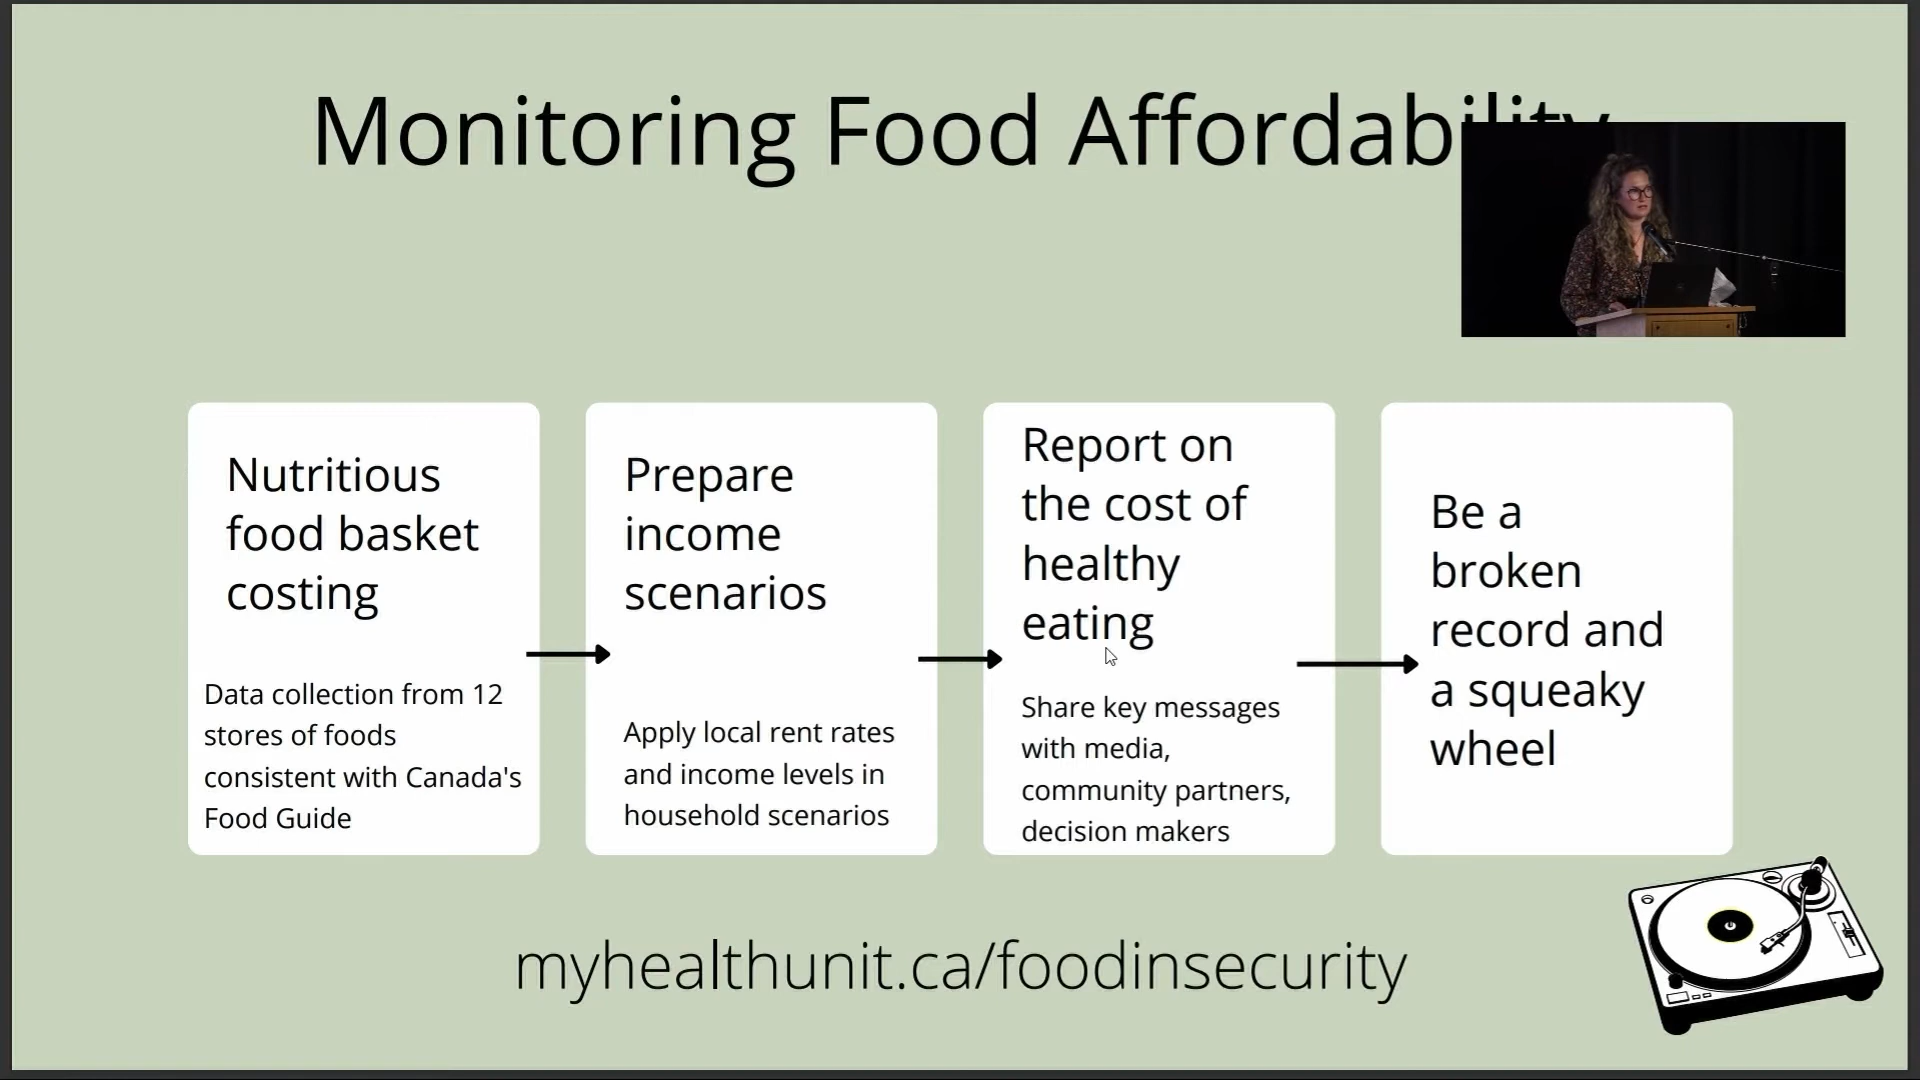 Monitoring Food Affordability
Nutritious
food basket
costing
Data collection from 12
stores of foods
consistent with Canada's
Food Guide
Prepare
income
scenarios
Apply local rent rates
and income levels in
household scenarios
Report on
the cost of
healthy
eating
Share key messages
with media,
community partners,
decision makers
Be a
broken
record and
a squeaky
wheel
myhealthunit.ca/foodinsecurity